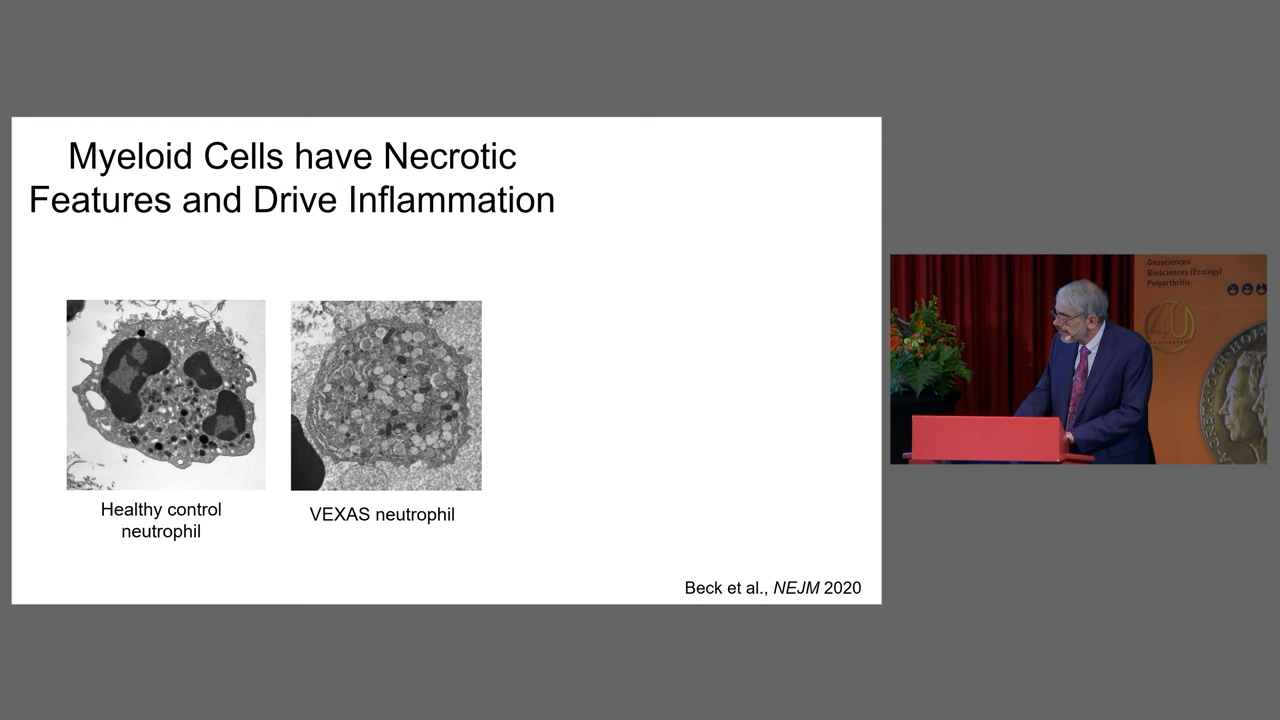 Myeloid Cells have Necrotic
Features and Drive Inflammation
Healthy control
neutrophil
VEXAS neutrophil
Beck et al., NEJM 2020
Geosciences
Biosciences (Ecology)
Polyarthritis
40